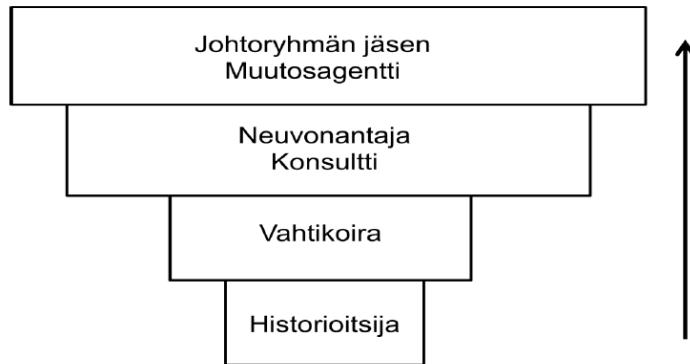 Johtoryhmän jäsen
Muutosagentti
Neuvonantaja
Konsultti
Vahtikoira
Historioitsija